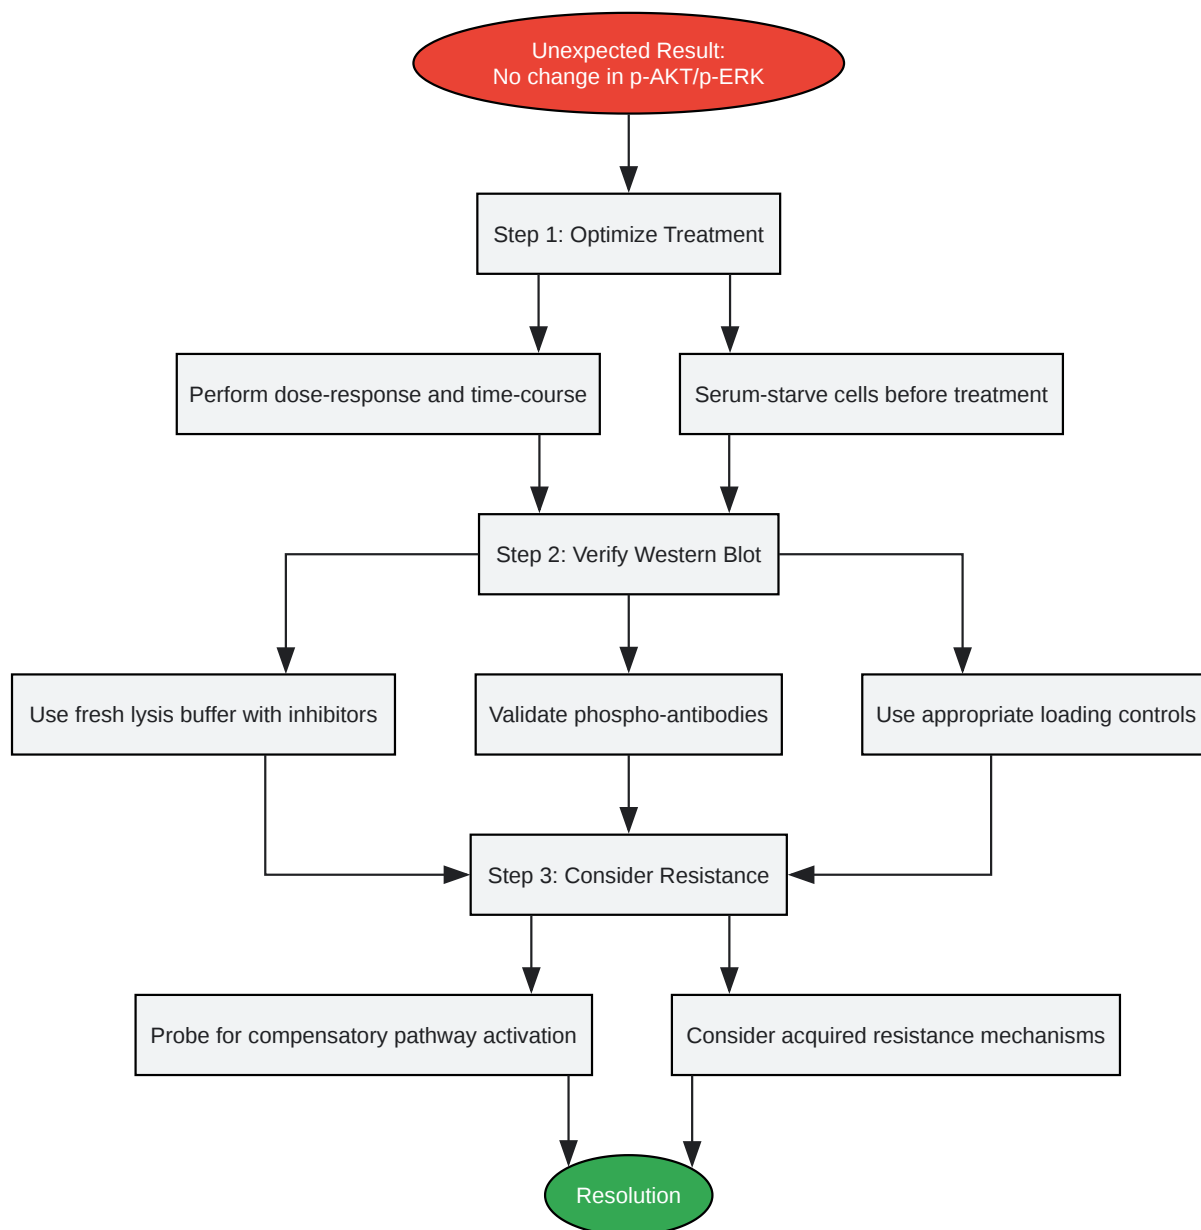 Unexpected Result:
No change in p-AKT/p-ERK
Step 1: Optimize Treatment
Perform dose-response and time-course
Serum-starve cells before treatment
Step 2: Verify Western Blot
Use fresh lysis buffer with inhibitors
Validate phospho-antibodies
Use appropriate loading controls
Step 3: Consider Resistance
Probe for compensatory pathway activation
Consider acquired resistance mechanisms
Resolution